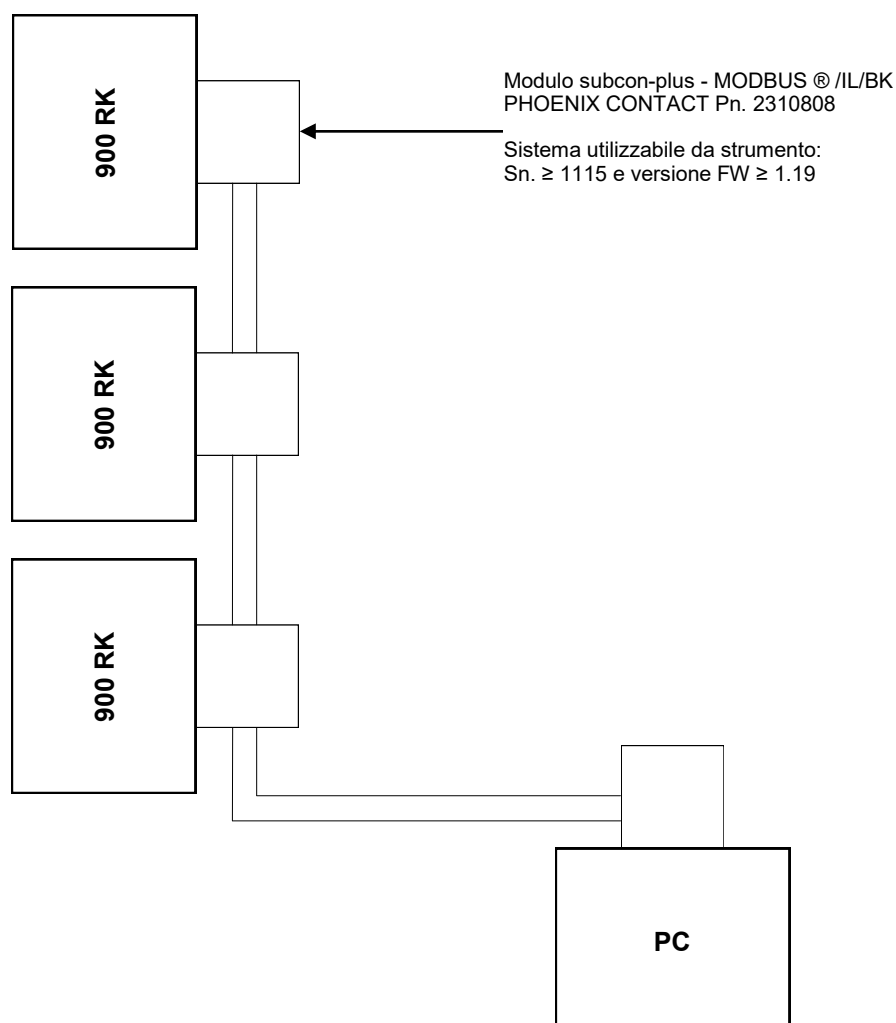 900 RK
Modulo subcon-plus - MODBUS ® /IL/BK
PHOENIX CONTACT Pn. 2310808
Sistema utilizzabile da strumento:
Sn. ≥ 1115 e versione FW ≥ 1.19
900 RK
900 RK
PC